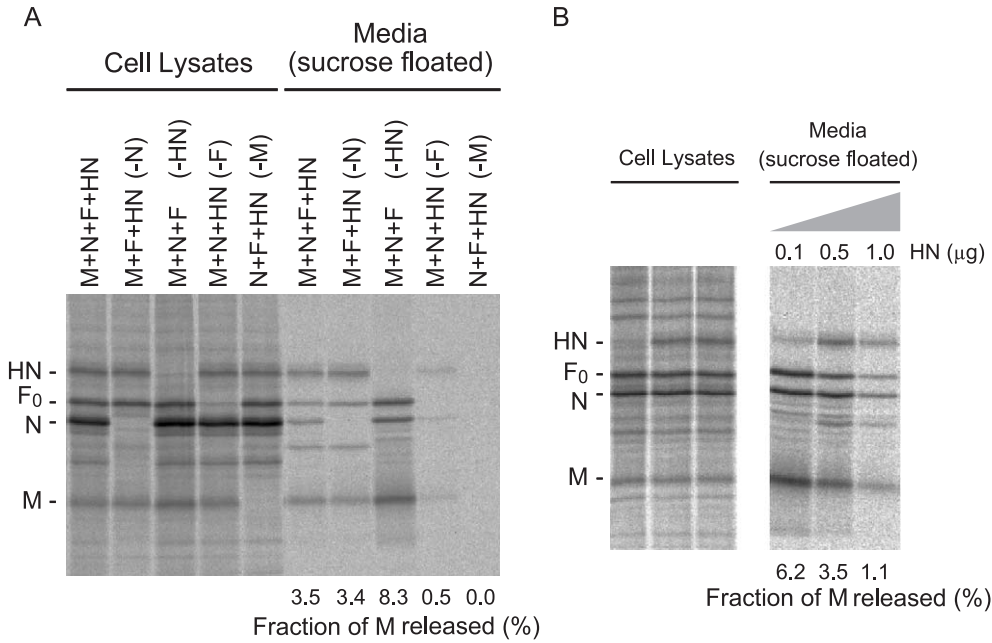 A
Cell Lysates
Media
(sucrose floated)
M+N+F+HN
M+F+HN (-N)
M+N+F (-HN)
M+N+HN (-F)
N+F+HN (-M)
M+N+F+HN
M+F+HN (-N)
M+N+F (-HN)
M+N+HN (-F)
N+F+HN (-M)
HN -
F0 -
N -
M -
3.5 3.4 8.3 0.5 0.0
Fraction of M released (%)
B
Cell Lysates
Media
(sucrose floated)
0.1 0.5 1.0 HN (μg)
HN -
F0 -
N -
M -
6.2 3.5 1.1
Fraction of M released (%)